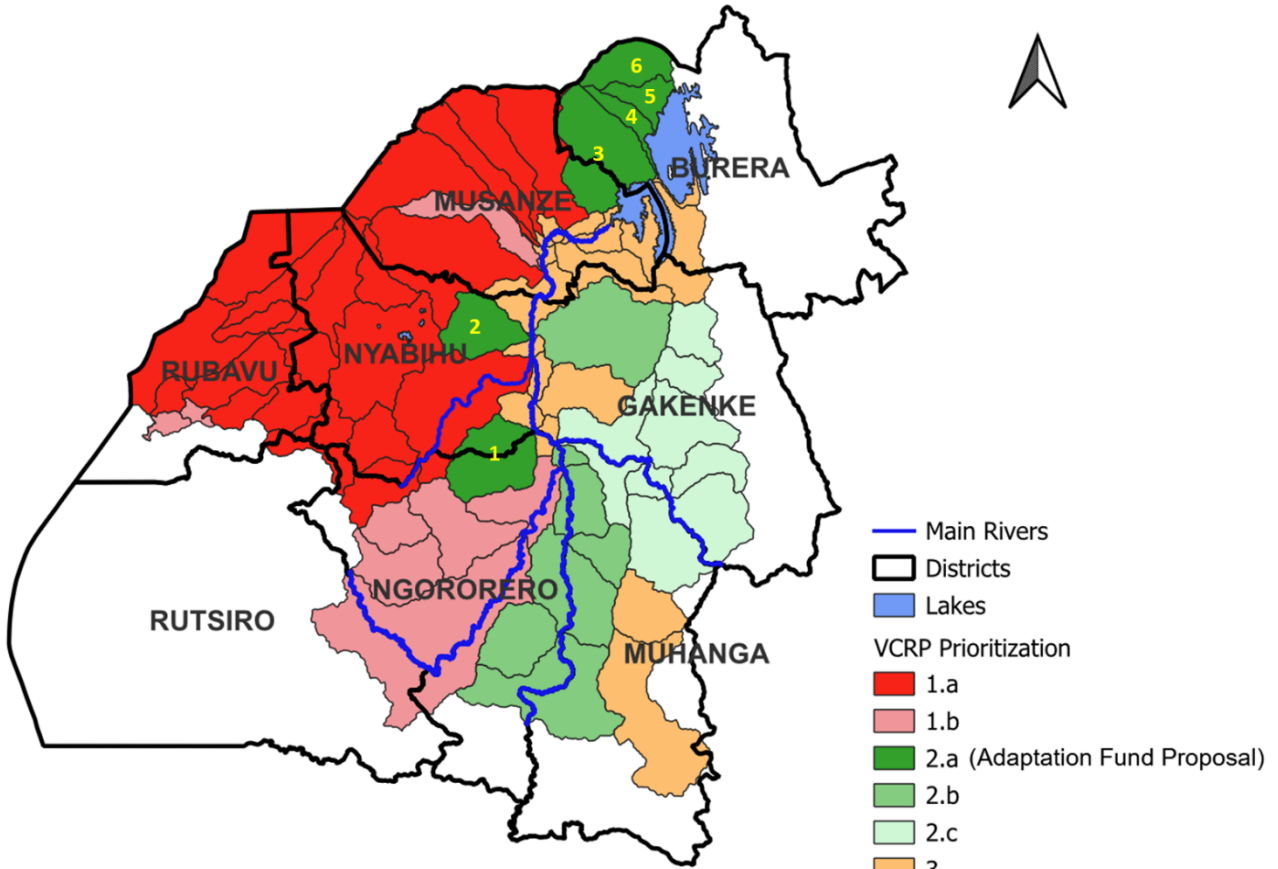 6
5
4
3
BURERA
MUSANZE
2
NYABIHU
RUBAVU
GAKENKE
1
NGORORERO
RUTSIRO
MUHANGA
Main Rivers
Districts
Lakes
VCRP Prioritization
1.a
1.b
2.a (Adaptation Fund Proposal)
2.b
2.c
3